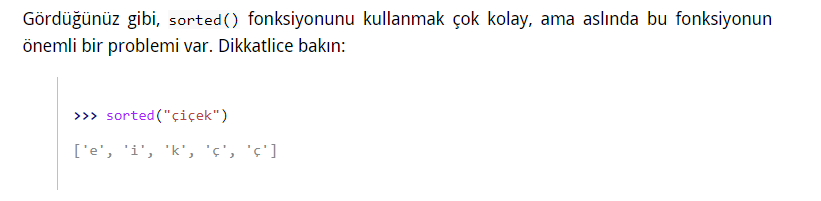 Gördüğünüz gibi, sorted() fonksiyonunu kullanmak çok kolay, ama aslında bu fonksiyonun
önemli bir problemi var. Dikkatlice bakın:
>>> sorted("çiçek")
['e', 'i', 'k', 'ç', 'ç']